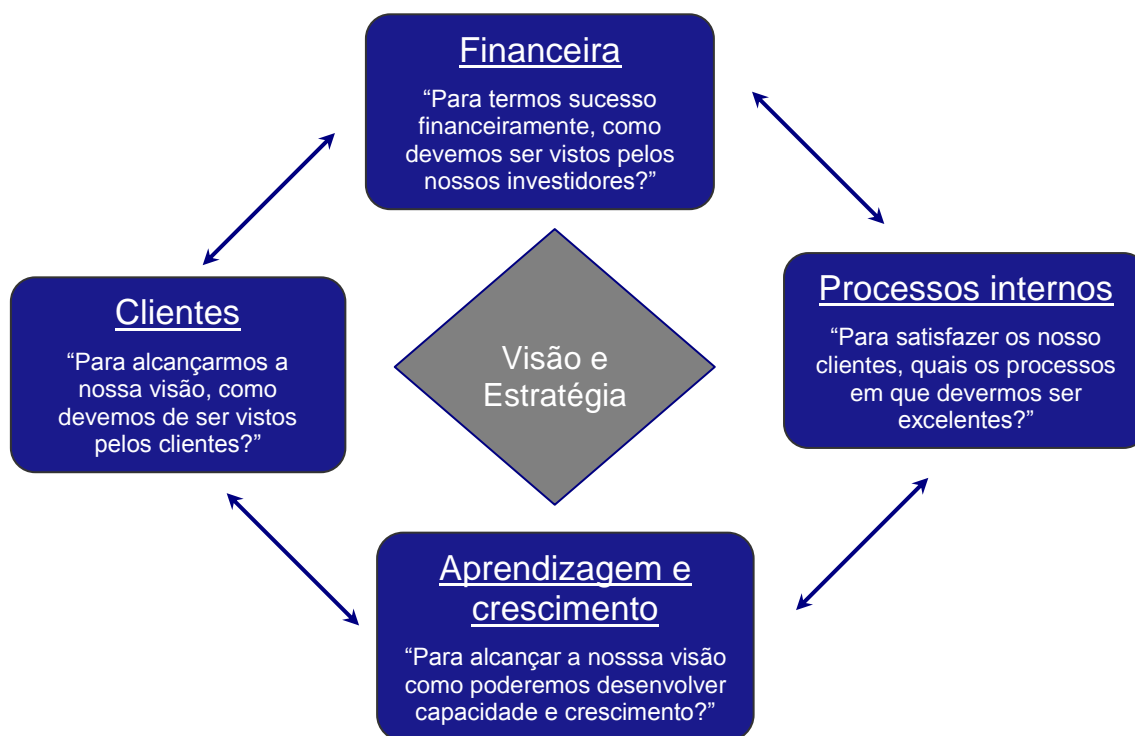 Financeira
“Para termos sucesso
financeiramente, como
devemos ser vistos pelos
nossos investidores?”
Clientes
“Para alcançarmos a
nossa visão, como
devemos de ser vistos
pelos clientes?”
Visão e
Estratégia
Processos internos
“Para satisfazer os nosso
clientes, quais os processos
em que devermos ser
excelentes?”
Aprendizagem e
crescimento
“Para alcançar a nosssa visão
como poderemos desenvolver
capacidade e crescimento?”